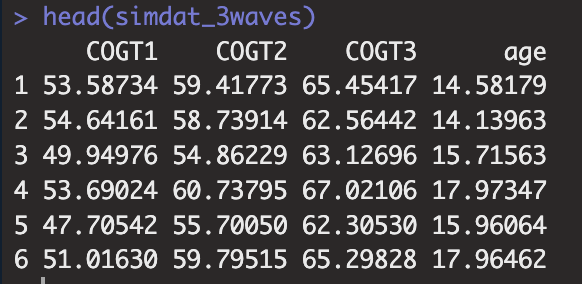 > head(simdat_3waves)
COGT1 COGT2 COGT3 age
1 53.58734 59.41773 65.45417 14.58179
2 54.64161 58.73914 62.56442 14.13963
3 49.94976 54.86229 63.12696 15.71563
4 53.69024 60.73795 67.02106 17.97347
5 47.70542 55.70050 62.30530 15.96064
6 51.01630 59.79515 65.29828 17.96462